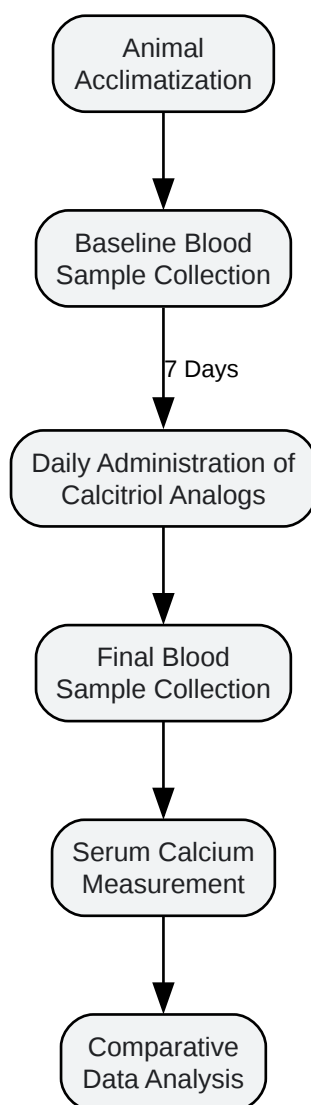 Animal
Acclimatization
Baseline Blood
Sample Collection
7 Days
Daily Administration of
Calcitriol Analogs
Final Blood
Sample Collection
Serum Calcium
Measurement
Comparative
Data Analysis